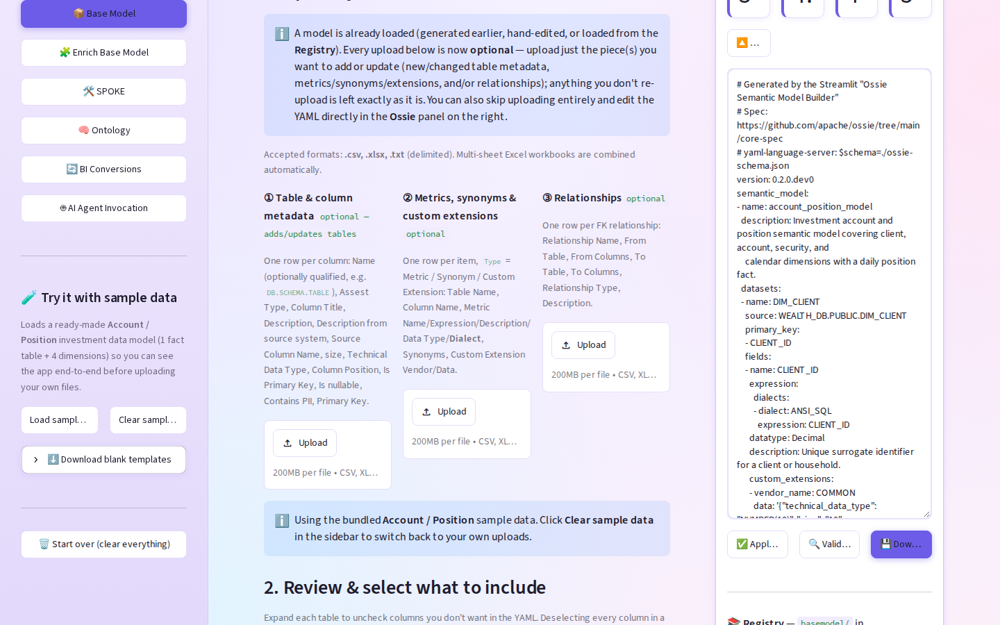 📦 Base Model
🧩 Enrich Base Model
🛠️ SPOKE
🧠 Ontology
🔄 BI Conversions
֎ AI Agent Invocation
🧪 Try it with sample data
Loads a ready-made Account /
Position investment data model (1 fact
table + 4 dimensions) so you can see
the app end-to-end before uploading
your own files.
Load sampl…
Clear sampl…
⬇️ Download blank templates
🗑️ Start over (clear everything)
ℹ️ A model is already loaded (generated earlier, hand-edited, or loaded from the
Registry). Every upload below is now optional — upload just the piece(s) you
want to add or update (new/changed table metadata,
metrics/synonyms/extensions, and/or relationships); anything you don't re-
upload is left exactly as it is. You can also skip uploading entirely and edit the
YAML directly in the Ossie panel on the right.
Accepted formats: .csv, .xlsx, .txt (delimited). Multi-sheet Excel workbooks are combined
automatically.
① Table & column
metadata optional —
adds/updates tables
One row per column: Name
(optionally qualified, e.g.
DB.SCHEMA.TABLE ), Assest
Type, Column Title,
Description, Description from
source system, Source
Column Name, size, Technical
Data Type, Column Position, Is
Primary Key, Is nullable,
Contains PII, Primary Key.
Upload
200MB per file • CSV, XL…
② Metrics, synonyms &
custom extensions
optional
One row per item, Type =
Metric / Synonym / Custom
Extension: Table Name,
Column Name, Metric
Name/Expression/Description/
Data Type/Dialect,
Synonyms, Custom Extension
Vendor/Data.
Upload
200MB per file • CSV, XL…
③ Relationships optional
One row per FK relationship:
Relationship Name, From
Table, From Columns, To
Table, To Columns,
Relationship Type,
Description.
Upload
200MB per file • CSV, XL…
ℹ️ Using the bundled Account / Position sample data. Click Clear sample data
in the sidebar to switch back to your own uploads.
2. Review & select what to include
Expand each table to uncheck columns you don't want in the YAML. Deselecting every column in a
🔼 …
# Generated by the Streamlit "Ossie
Semantic Model Builder"
# Spec:
https://github.com/apache/ossie/tree/main
/core-spec
# yaml-language-server: $schema=./ossie-
schema.json
version: 0.2.0.dev0
semantic_model:
- name: account_position_model
description: Investment account and
position semantic model covering client,
account, security, and
calendar dimensions with a daily position
fact.
datasets:
- name: DIM_CLIENT
source: WEALTH_DB.PUBLIC.DIM_CLIENT
primary_key:
- CLIENT_ID
fields:
- name: CLIENT_ID
expression:
dialects:
- dialect: ANSI_SQL
expression: CLIENT_ID
datatype: Decimal
description: Unique surrogate identifier
for a client or household.
custom_extensions:
- vendor_name: COMMON
data: '{"technical_data_type":
✅ Appl…
🔍 Valid…
💾 Dow…
📚 Registry — basemodel/ in